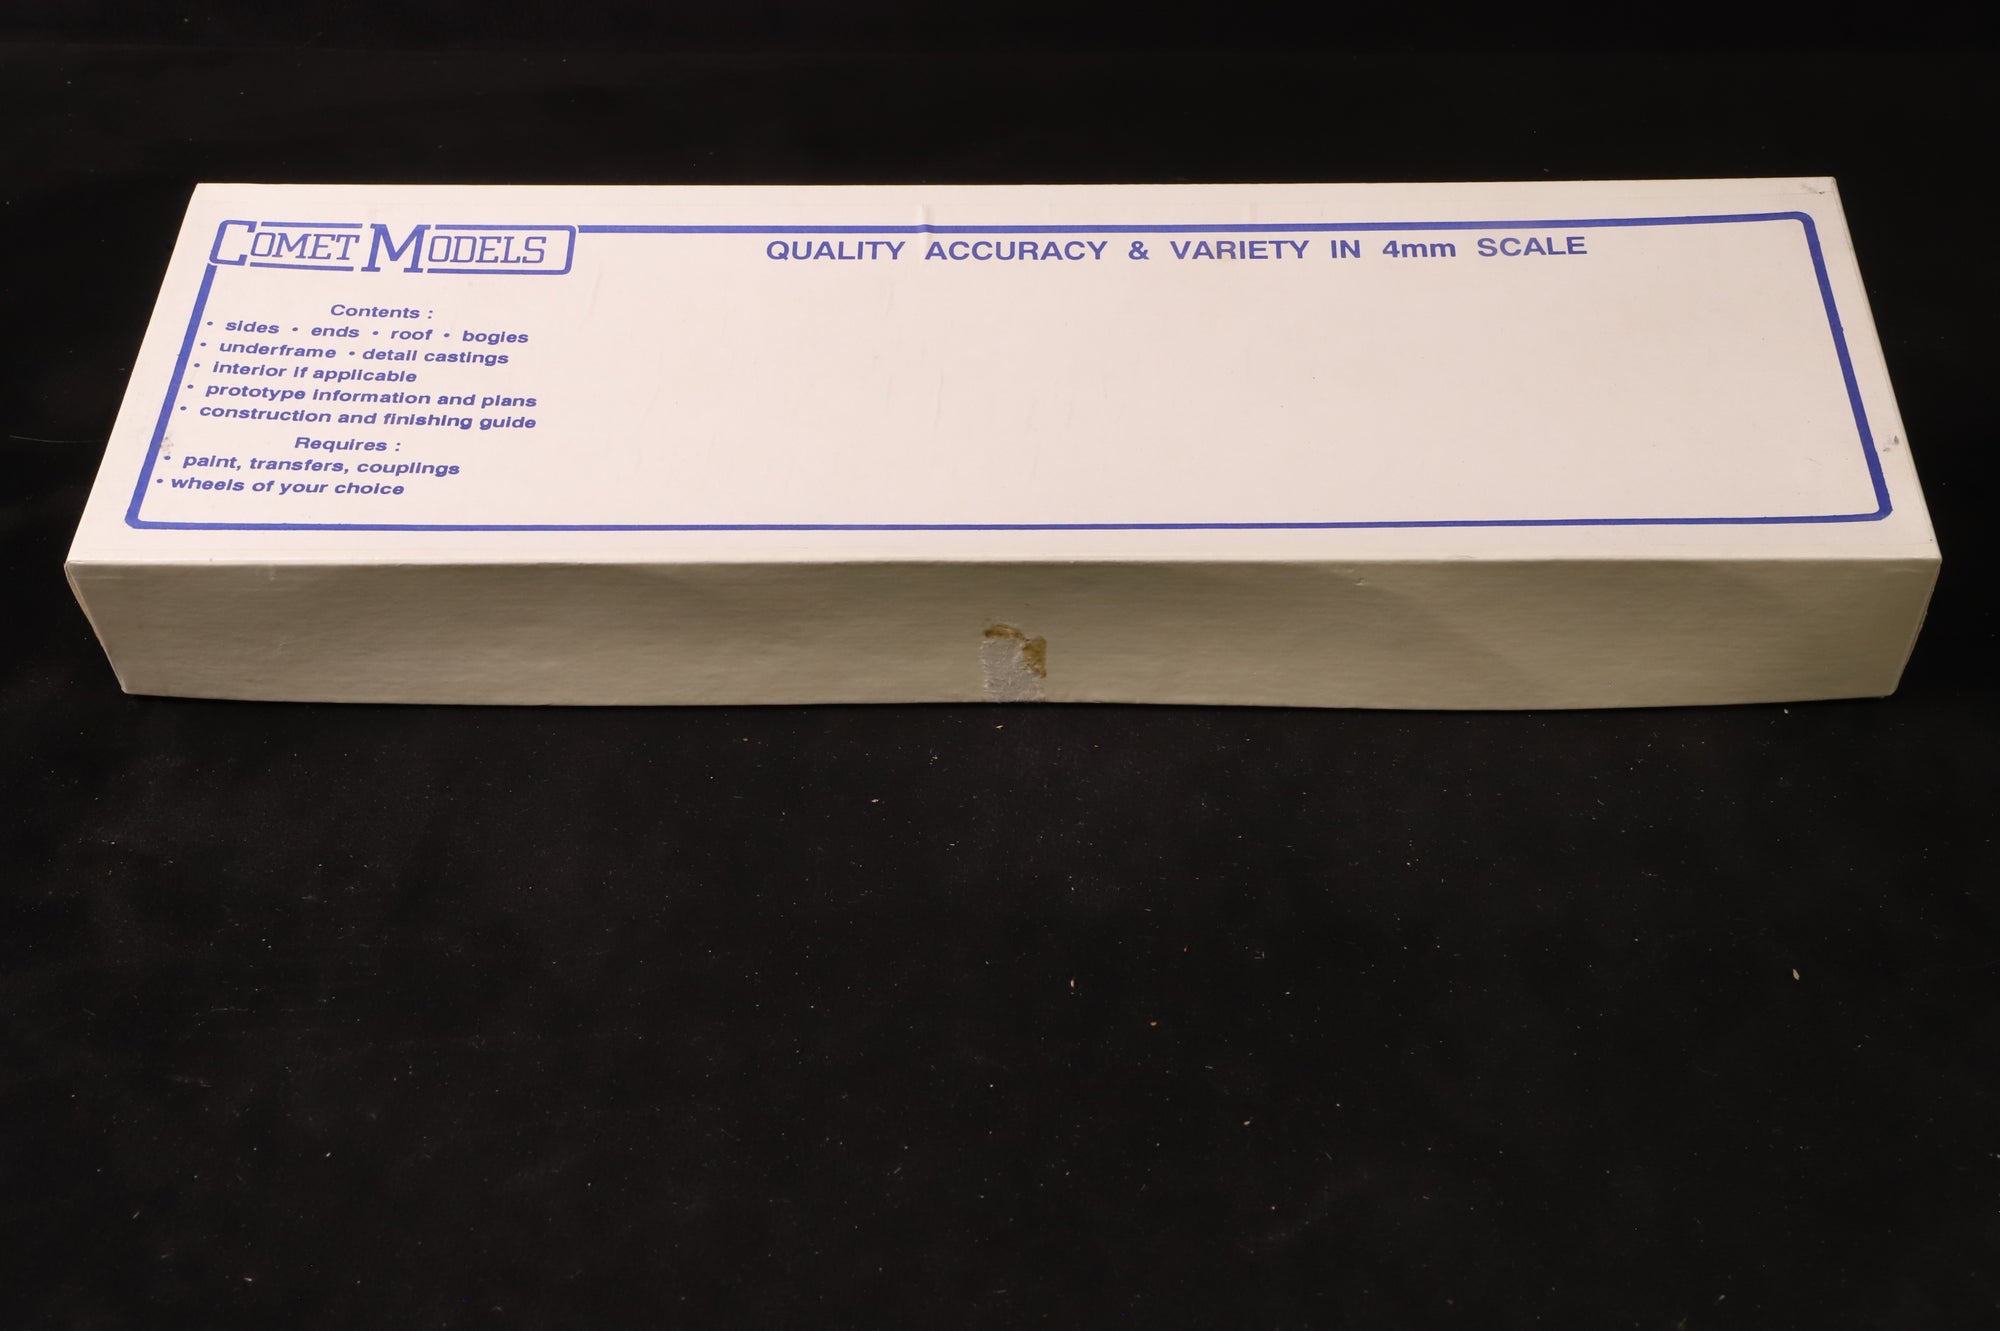 COMET MODELS
QUALITY ACCURACY & VARIETY IN 4mm SCALE
Contents :
• sides • ends • roof • bogies
• underframe • detail castings
• interior if applicable
• prototype information and plans
• construction and finishing guide
Requires :
• paint, transfers, couplings
• wheels of your choice